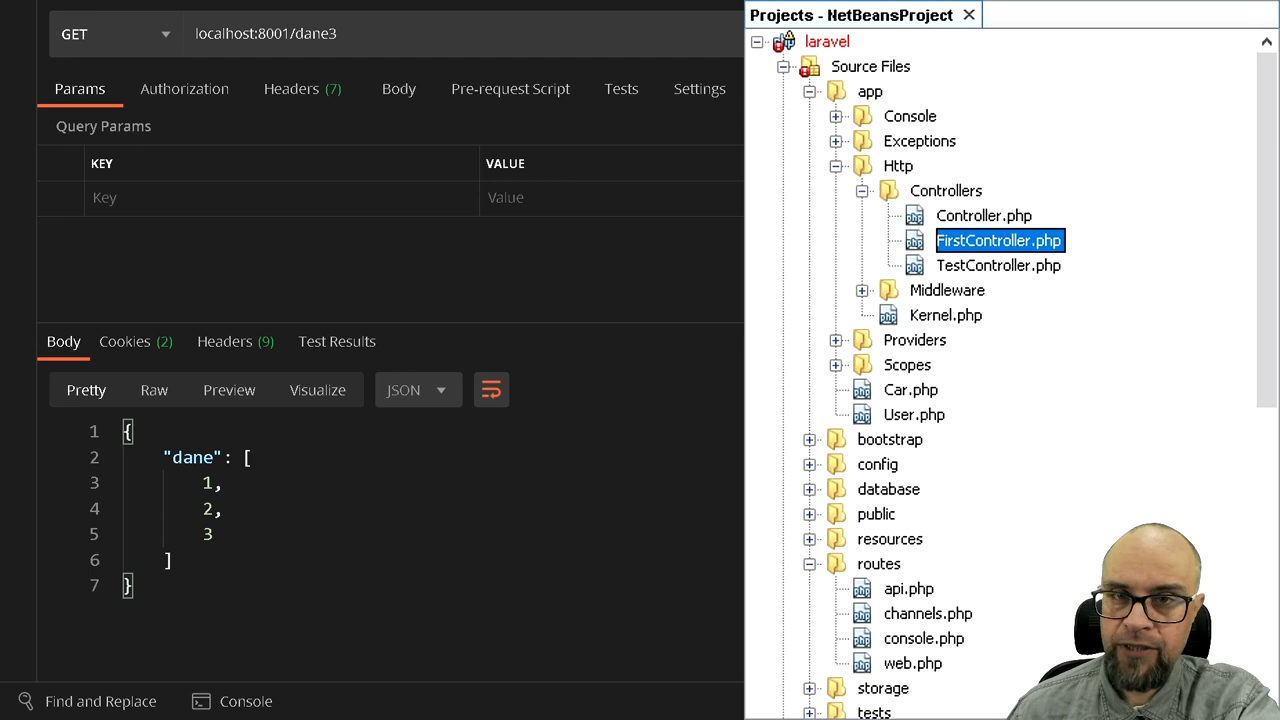 GET
localhost:8001/dane3
Params
Authorization
Headers (7)
Body
Pre-request Script
Tests
Settings
Query Params
KEY
VALUE
Key
Value
Body
Cookies (2)
Headers (9)
Test Results
Pretty
Raw
Preview
Visualize
JSON
1 {
2 "dane": [
3 1,
4 2,
5 3
6 ]
7 }
Console
Projects - NetBeansProject
laravel
Source Files
app
Console
Exceptions
Http
Controllers
Controller.php
FirstController.php
TestController.php
Middleware
Kernel.php
Providers
Scopes
Car.php
User.php
bootstrap
config
database
public
resources
routes
api.php
channels.php
console.php
web.php
storage
tests